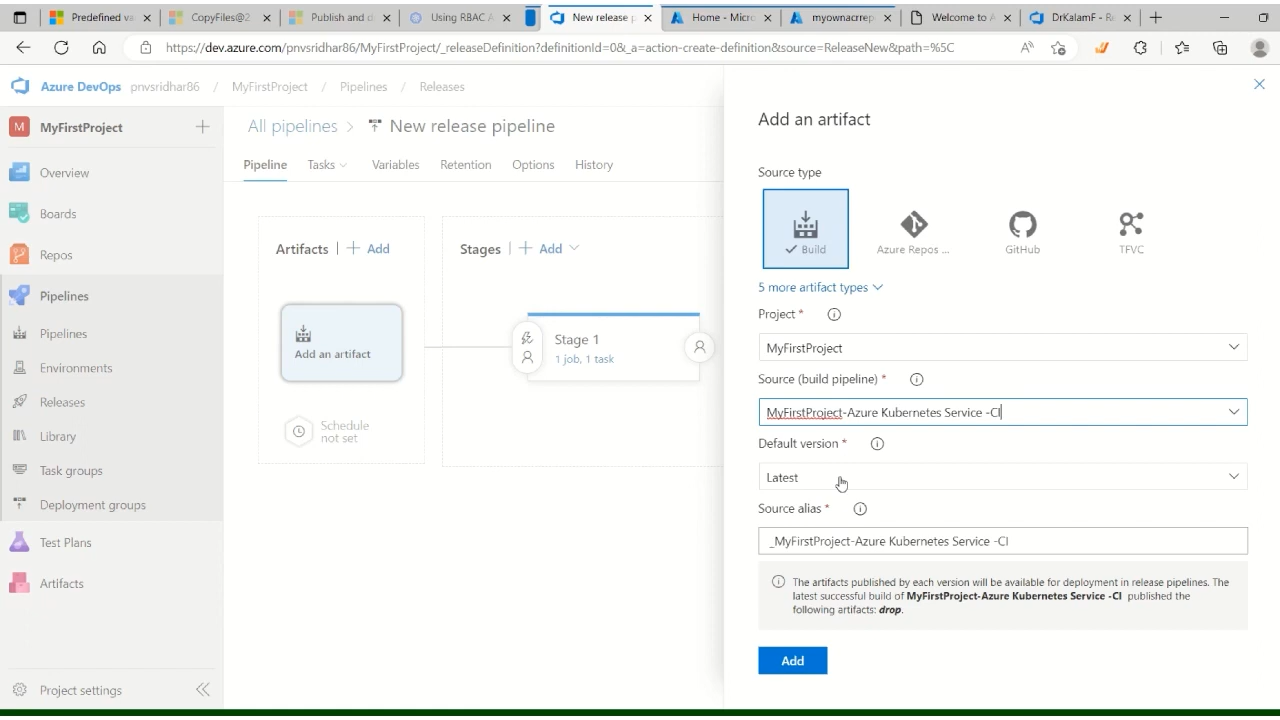 Predefined va
CopyFiles@2
Publish and d
Using RBAC A
New release p
Home - Micro
myownacrrep
Welcome to A
DrKalamF - Re
https://dev.azure.com/pnvsridhar86/MyFirstProject/_releaseDefinition?definitionId=0&_a=action-create-definition&source=ReleaseNew&path=%5C
Azure DevOps pnvsridhar86 / MyFirstProject / Pipelines / Releases
M MyFirstProject
Overview
Boards
Repos
Pipelines
Pipelines
Environments
Releases
Library
Task groups
Deployment groups
Test Plans
Artifacts
Project settings
All pipelines > New release pipeline
Pipeline Tasks Variables Retention Options History
Artifacts | + Add
Stages | + Add
Add an artifact
Schedule
not set
Stage 1
1 job, 1 task
Add an artifact
Source type
Build
Azure Repos ...
GitHub
TFVC
5 more artifact types
Project *
MyFirstProject
Source (build pipeline) *
MyFirstProject-Azure Kubernetes Service -CI
Default version *
Latest
Source alias *
_MyFirstProject-Azure Kubernetes Service -CI
The artifacts published by each version will be available for deployment in release pipelines. The
latest successful build of MyFirstProject-Azure Kubernetes Service -CI published the
following artifacts: drop.
Add